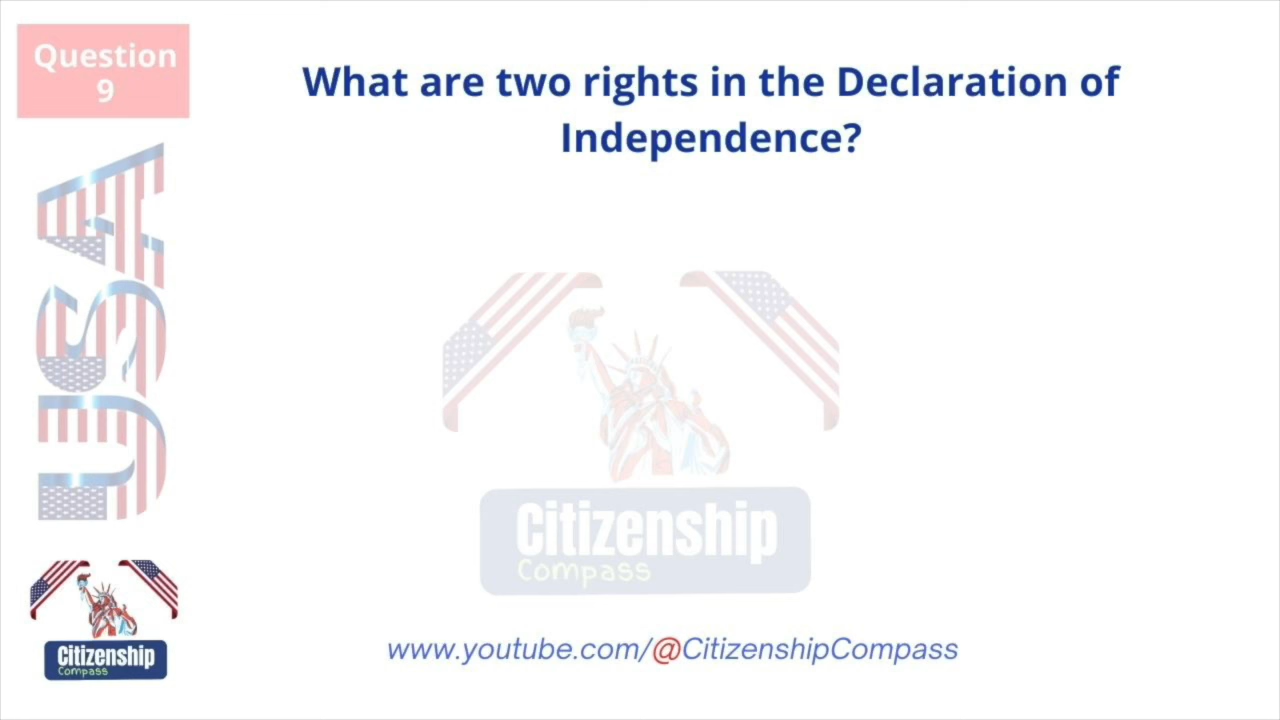 Question
9
What are two rights in the Declaration of
Independence?
USA
Citizenship
Compass
Citizenship
Compass
www.youtube.com/@CitizenshipCompass